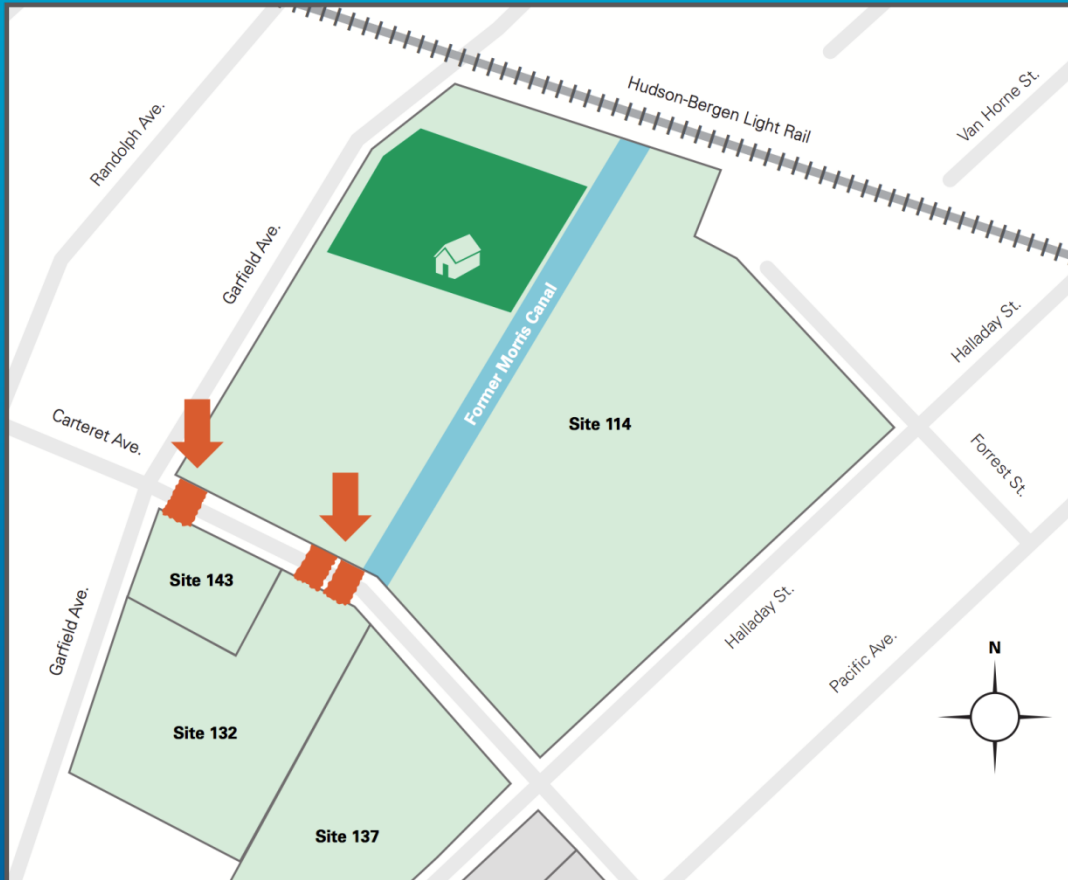 Hudson-Bergen Light Rail
Van Horne St.
Randolph Ave.
Garfield Ave.
Former Morris Canal
Halladay St.
Carteret Ave.
Site 114
Forrest St.
Site 143
Garfield Ave.
Halladay St.
Pacific Ave.
N
Site 132
Site 137